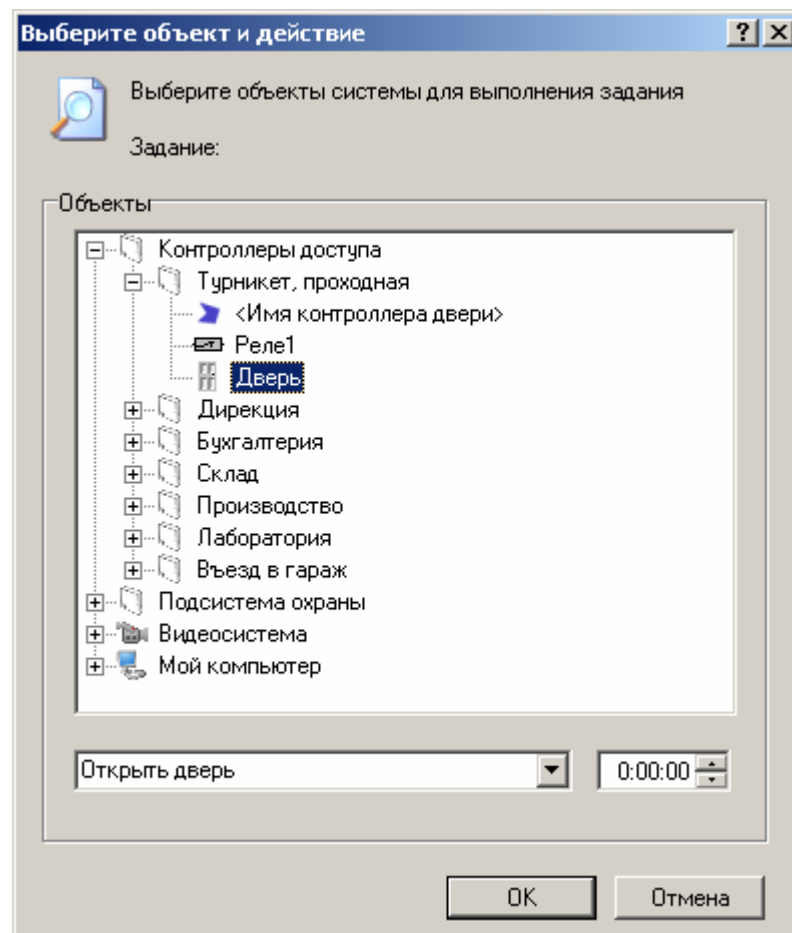 Выберите объект и действие
Выберите объекты системы для выполнения задания
Задание:
Объекты
Контроллеры доступа
Турникет, проходная
<Имя контроллера двери>
Реле1
Дверь
Дирекция
Бухгалтерия
Склад
Производство
Лаборатория
Въезд в гараж
Подсистема охраны
Видеосистема
Мой компьютер
Открыть дверь 0:00:00
OK Отмена